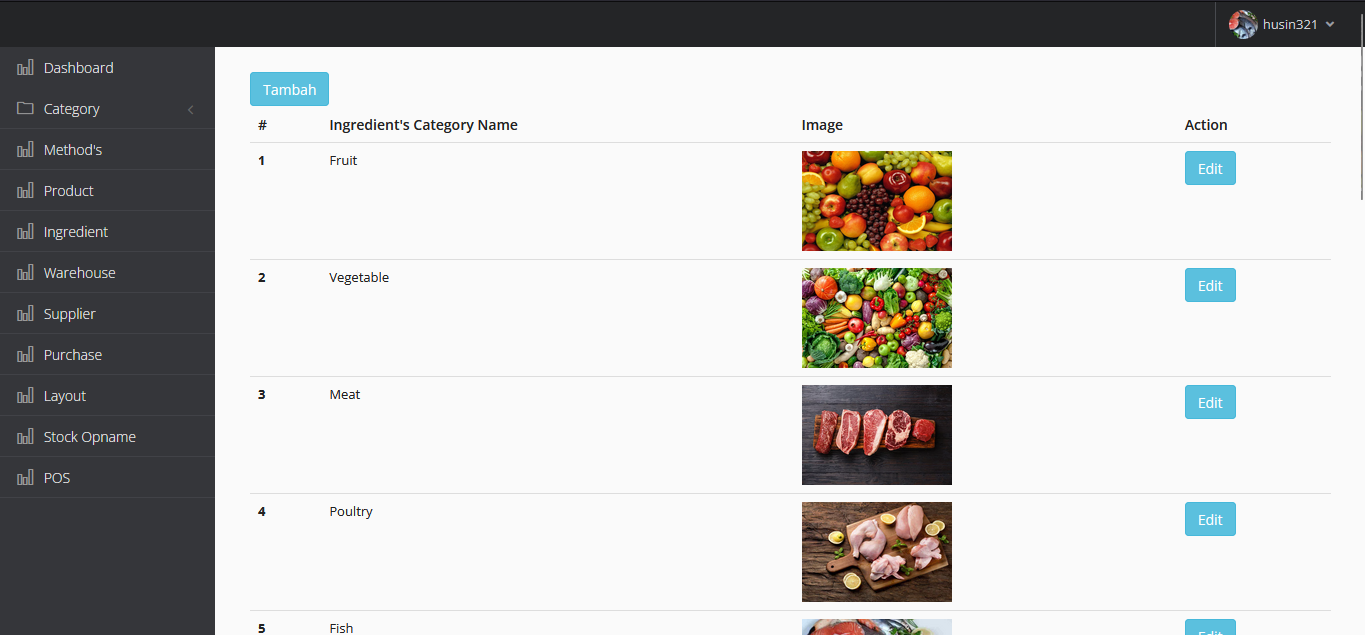 husin321
Dashboard
Category
Method's
Product
Ingredient
Warehouse
Supplier
Purchase
Layout
Stock Opname
POS
Tambah
# Ingredient's Category Name Image Action
1 Fruit Edit
2 Vegetable Edit
3 Meat Edit
4 Poultry Edit
5 Fish Edit